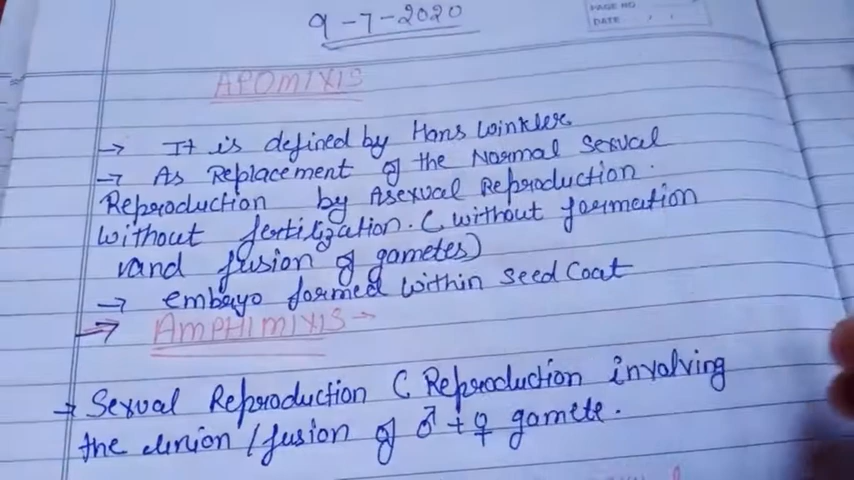 9-7-2020
PAGE NO
DATE
APOMIXIS
→ It is defined by Hans Winkler
→ As Replacement of the Normal Sexual
Reproduction by Asexual Reproduction.
without fertilization. ( without formation
and fusion of gametes)
→ embryo formed within seed coat
→ AMPHIMIXIS →
→ Sexual Reproduction ( Reproduction involving
the union / fusion of ♂ + ♀ gamete.